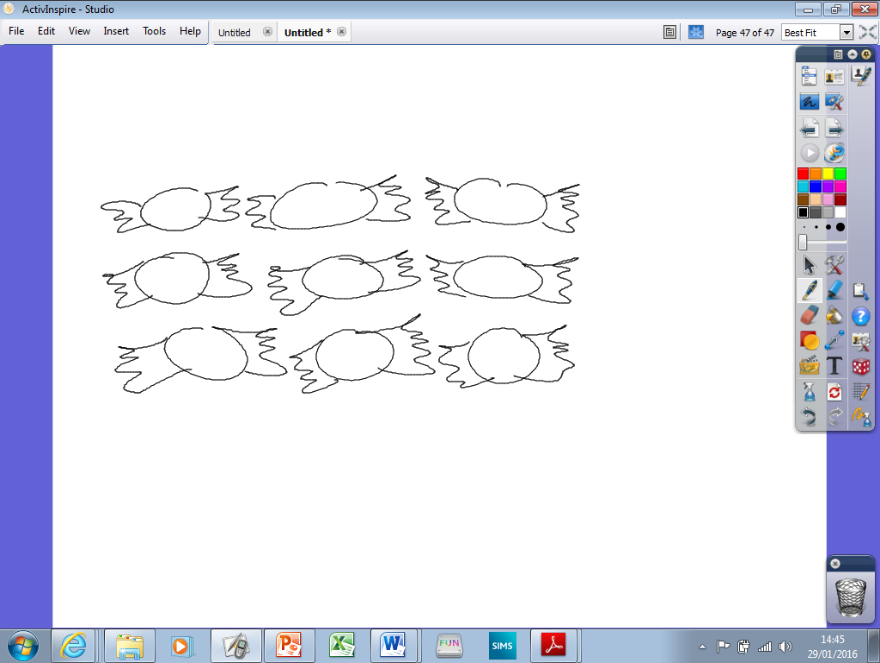 ActivInspire - Studio
File Edit View Insert Tools Help
Untitled Untitled * Page 47 of 47 Best Fit
T
?
e P X W FUN SIMS
14:45
29/01/2016